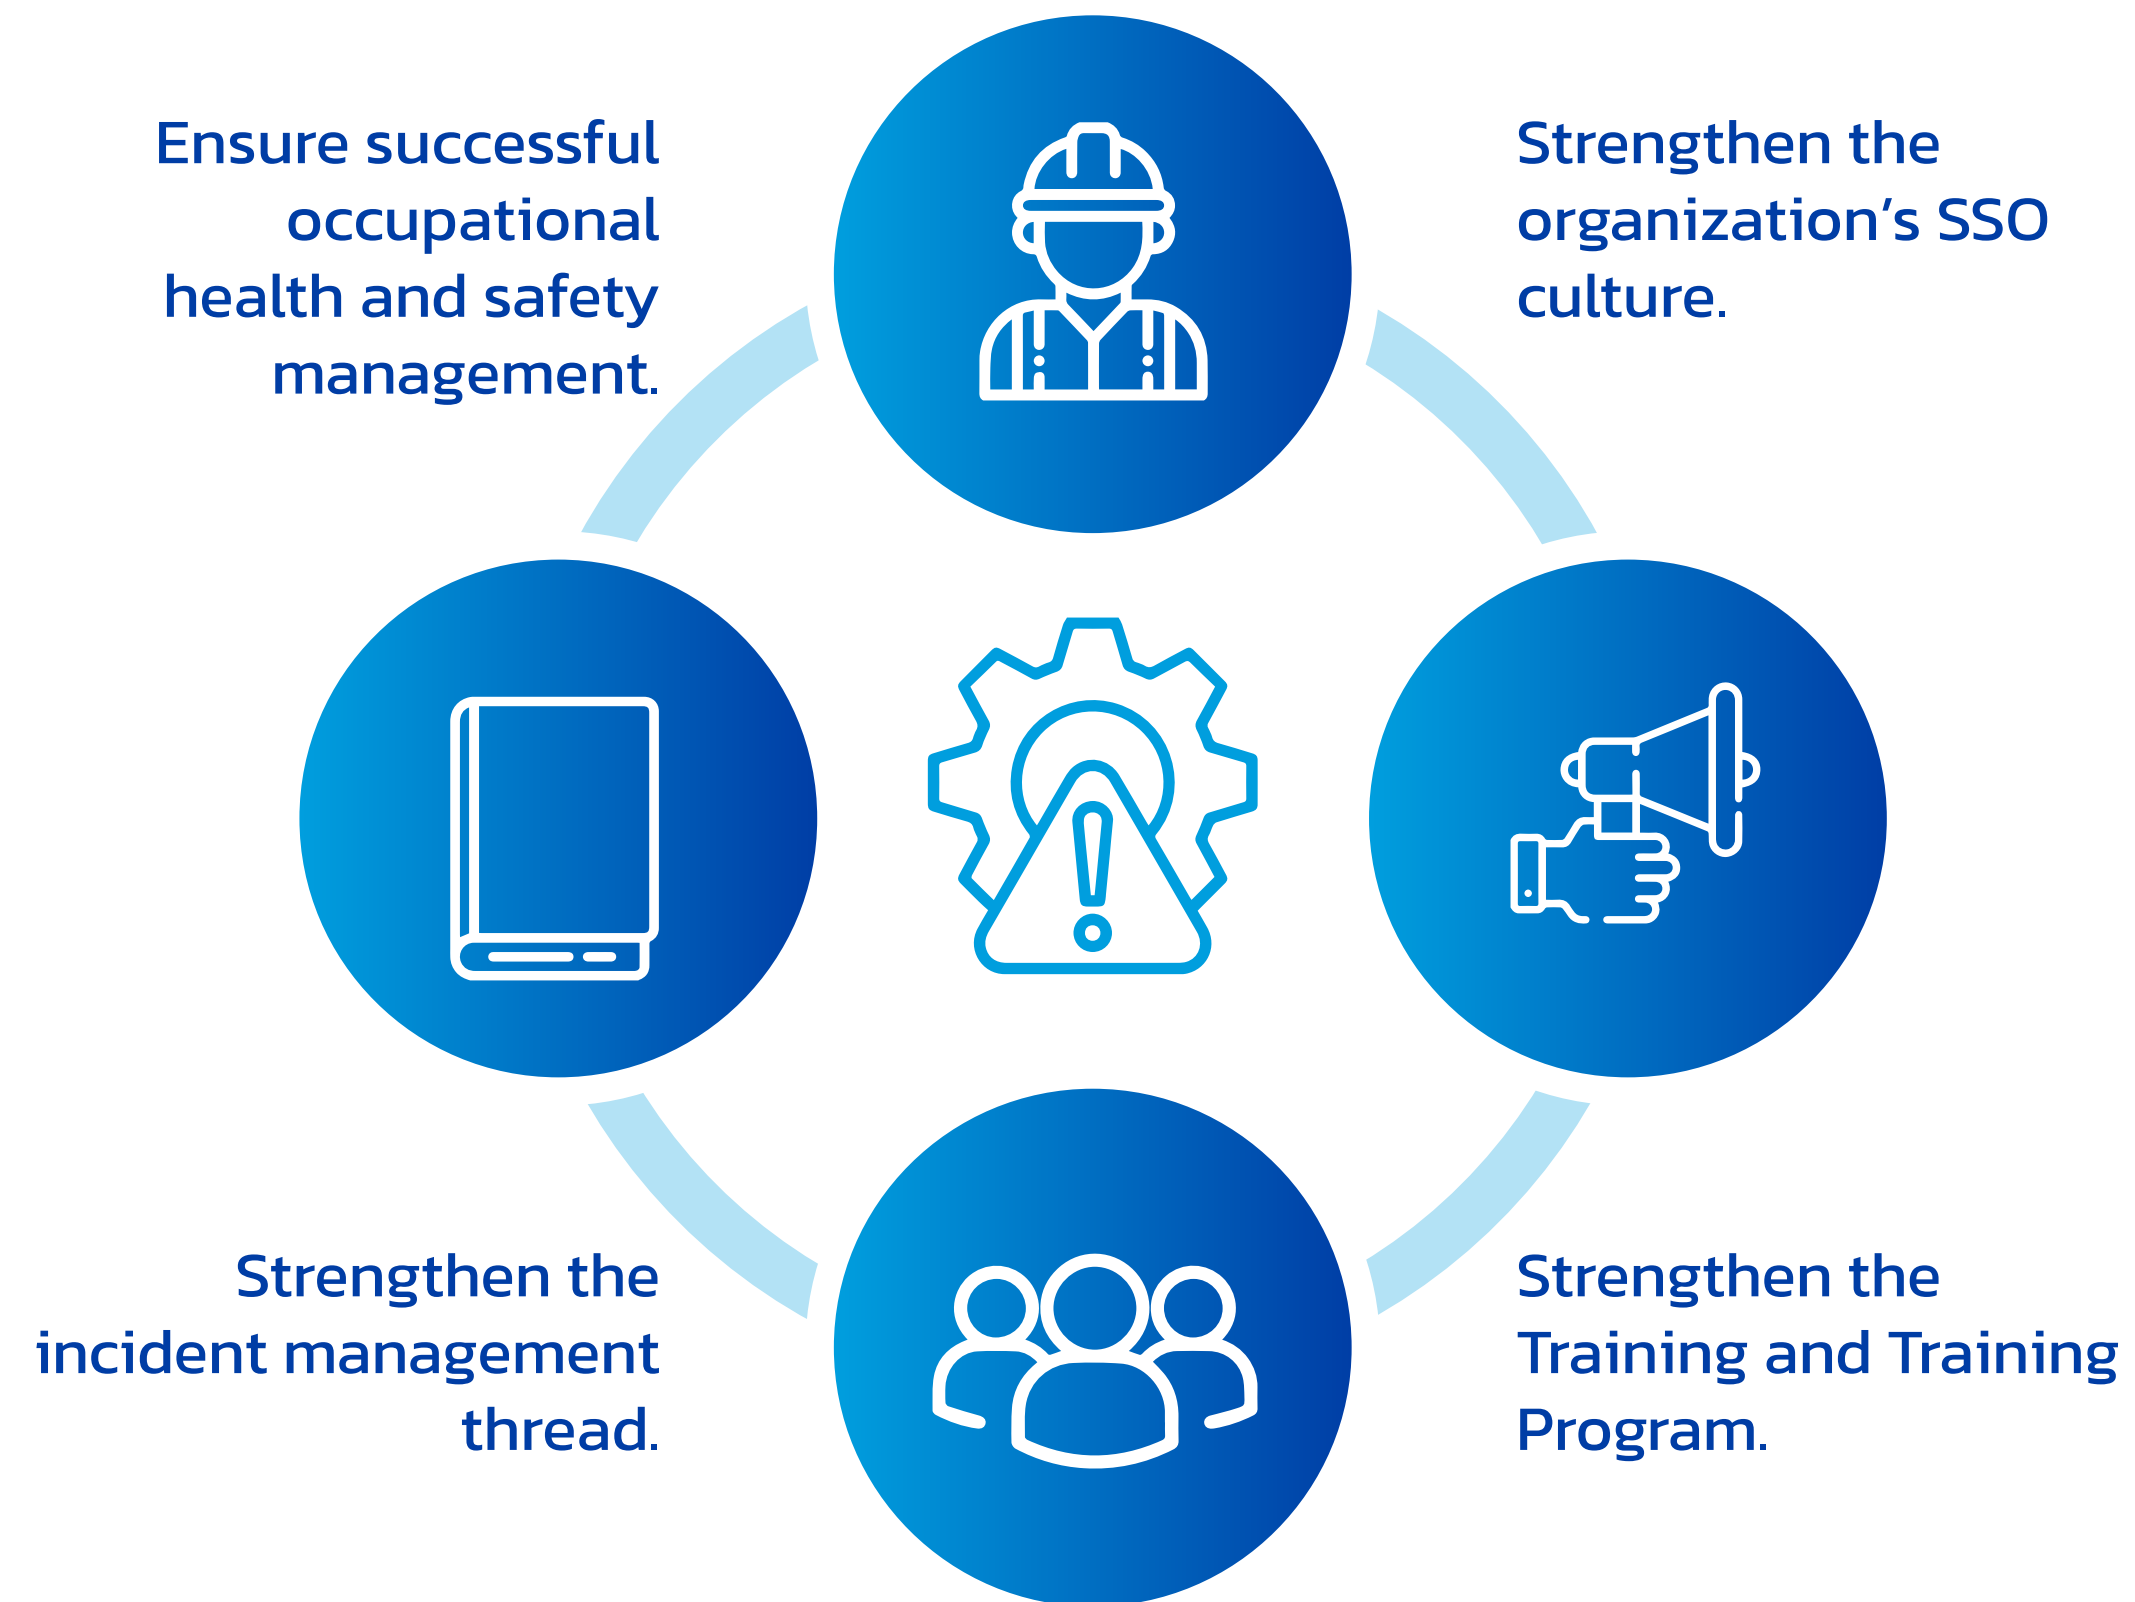 Ensure successful
occupational
health and safety
management.
Strengthen the
organization’s SSO
culture.
Strengthen the
incident management
thread.
Strengthen the
Training and Training
Program.